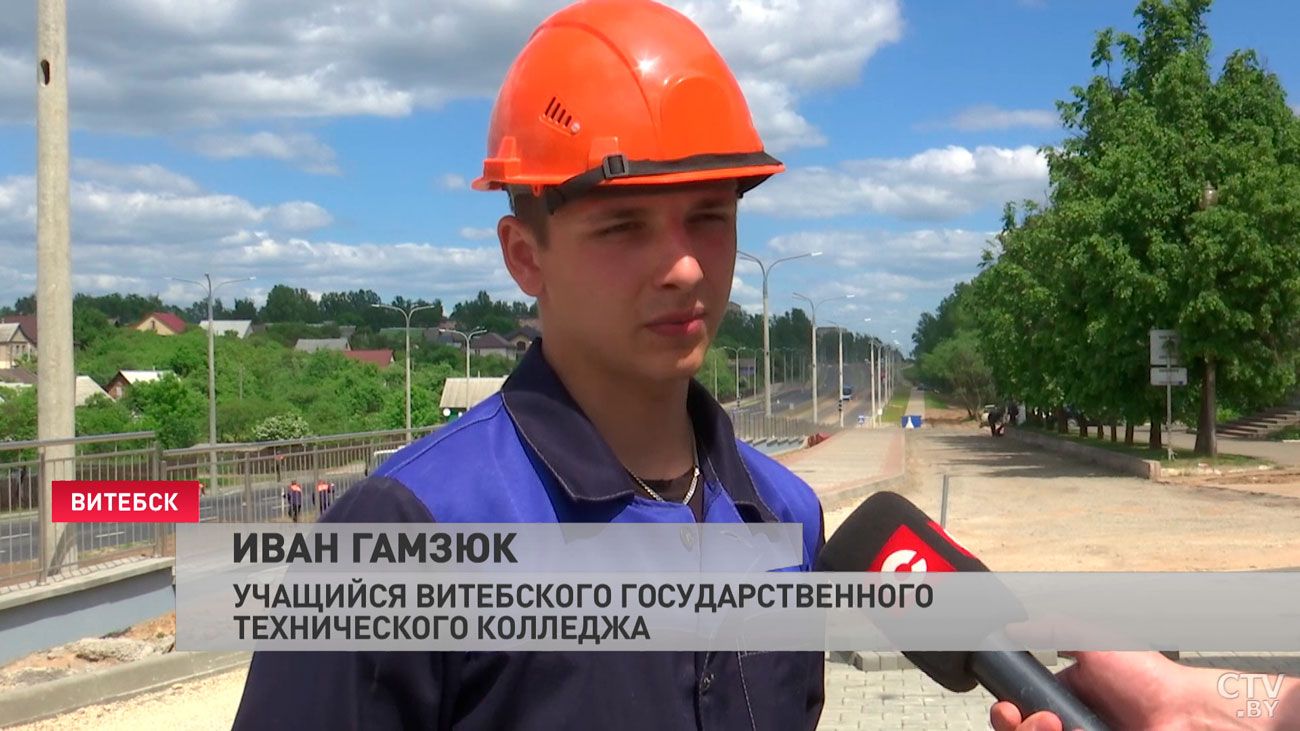 ВИТЕБСК
ИВАН ГАМЗЮК
УЧАЩИЙСЯ ВИТЕБСКОГО ГОСУДАРСТВЕННОГО
ТЕХНИЧЕСКОГО КОЛЛЕДЖА
CTV
.BY